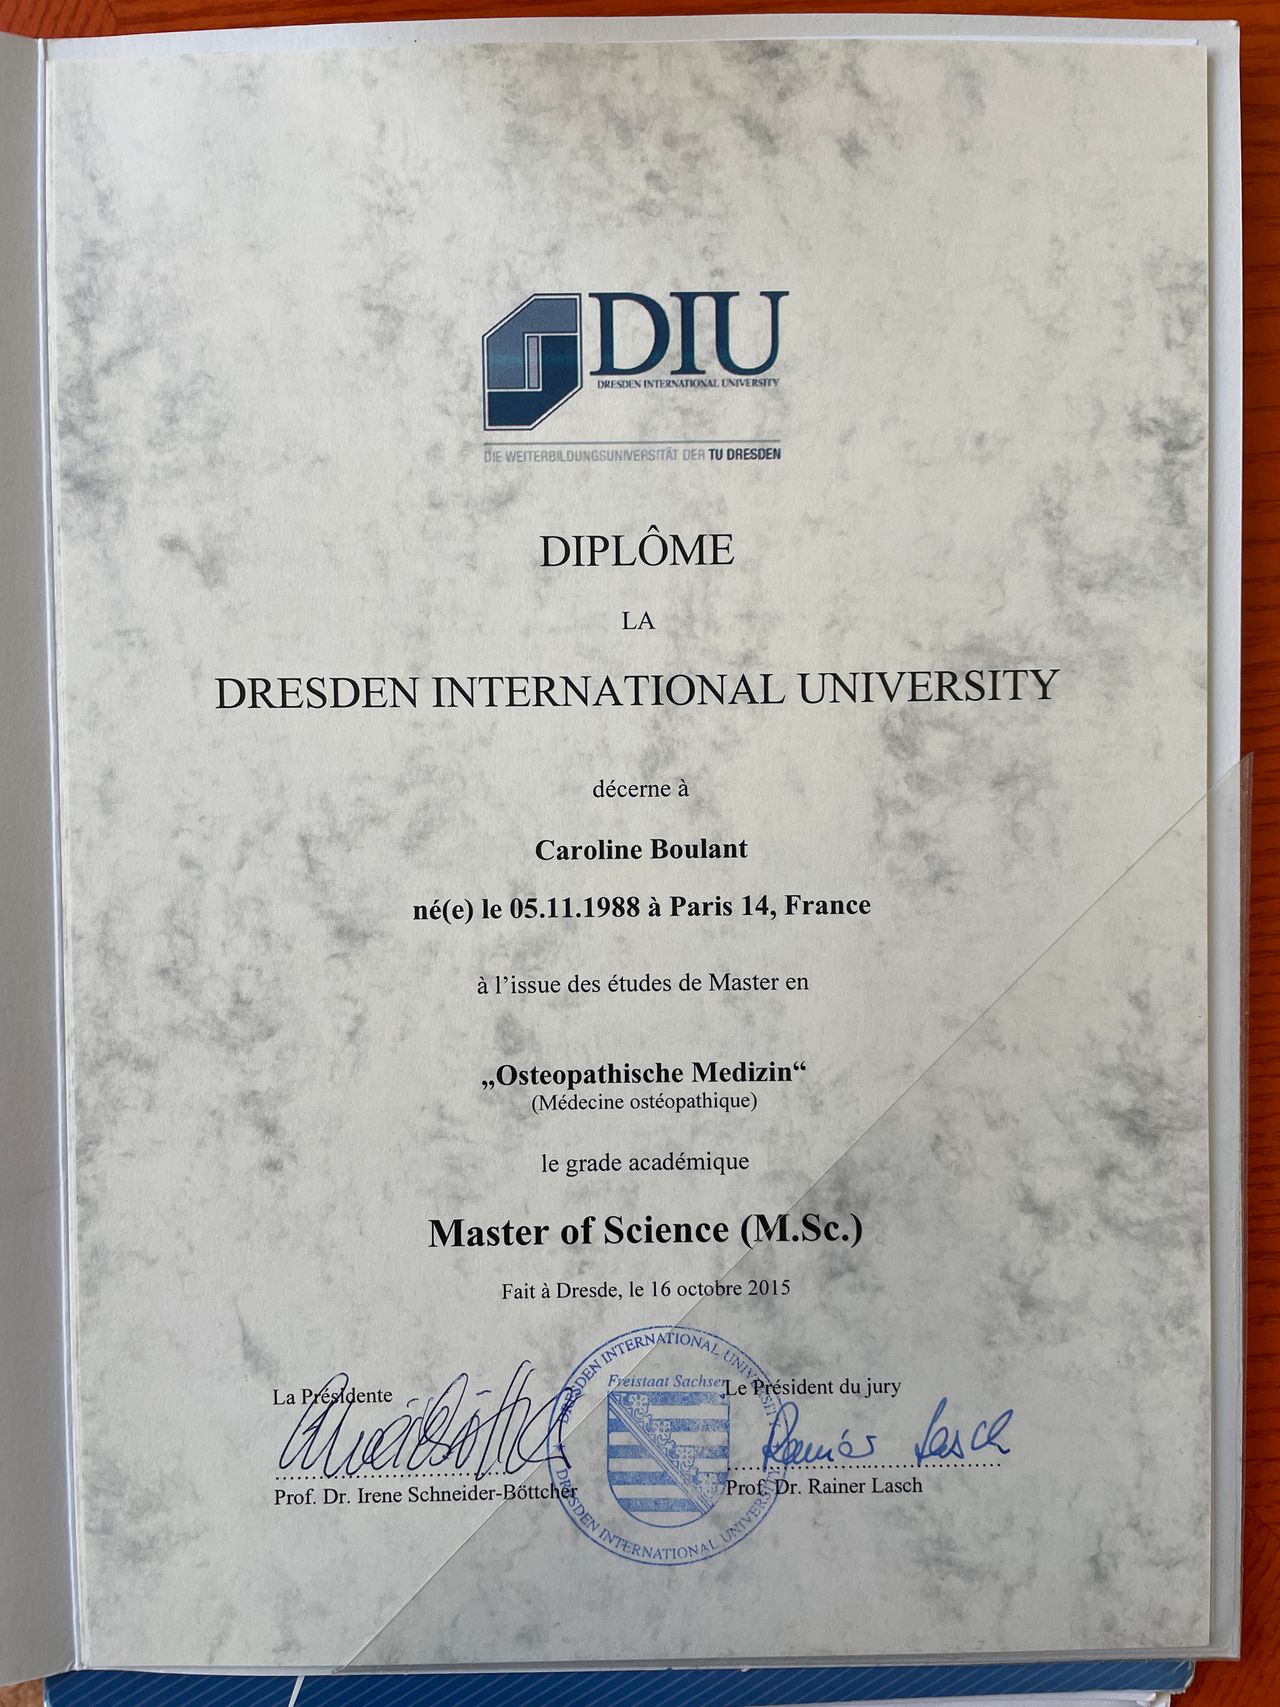 DIU
DRESDEN INTERNATIONAL UNIVERSITY
DIE WEITERBILDUNGSUNIVERSITÄT DER TU DRESDEN
DIPLÔME
LA
DRESDEN INTERNATIONAL UNIVERSITY
décerne à
Caroline Boulant
né(e) le 05.11.1988 à Paris 14, France
à l’issue des études de Master en
„Osteopathische Medizin“
(Médecine ostéopathique)
le grade académique
Master of Science (M.Sc.)
Fait à Dresde, le 16 octobre 2015
DRESDEN INTERNATIONAL UNIVERSITY
Freistaat Sachsen
DRESDEN INTERNATIONAL UNIVERSITY
La Présidente
Prof. Dr. Irene Schneider-Böttcher
Le Président du jury
Rainer Lasch
Prof. Dr. Rainer Lasch